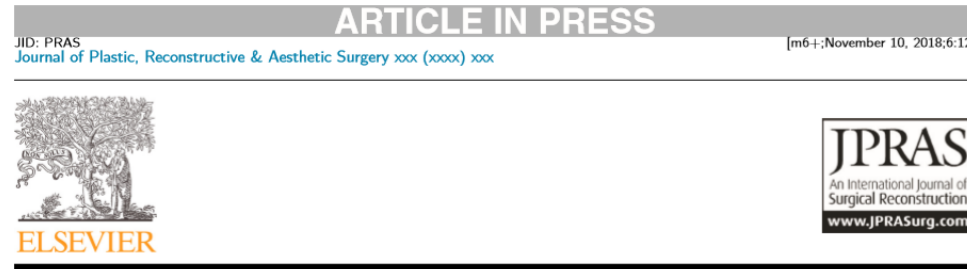 ARTICLE IN PRESS
JID: PRAS
[m6+;November 10, 2018;6:12
Journal of Plastic, Reconstructive & Aesthetic Surgery xxx (xxxx) xxx
ELSEVIER
JPRAS
An International Journal of
Surgical Reconstruction
www.JPRASurg.com